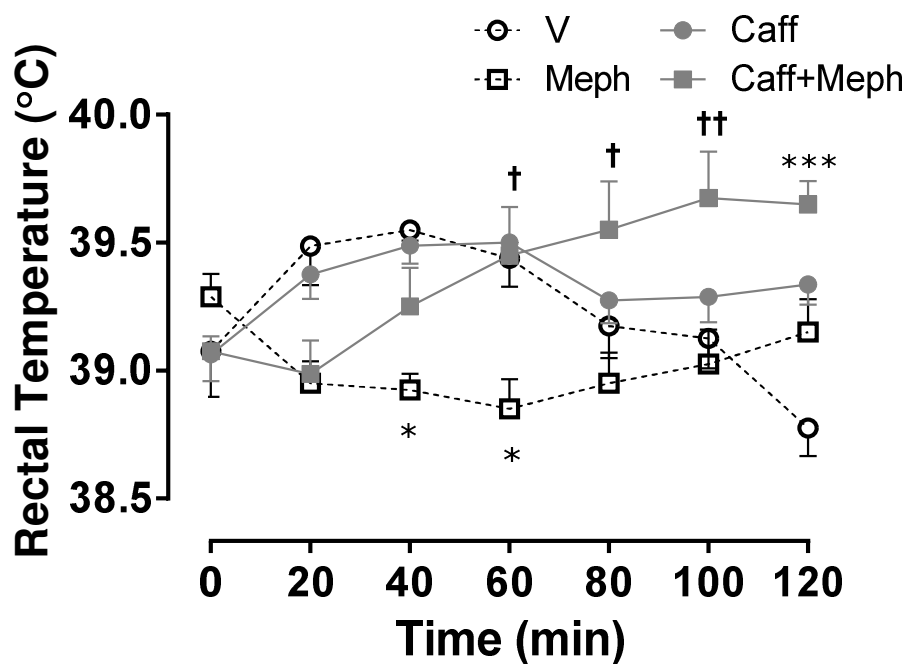 V Caff
Meph Caff+Meph
Rectal Temperature (°C)
40.0
39.5
39.0
38.5
†
†
††
***
*
*
0 20 40 60 80 100 120
Time (min)